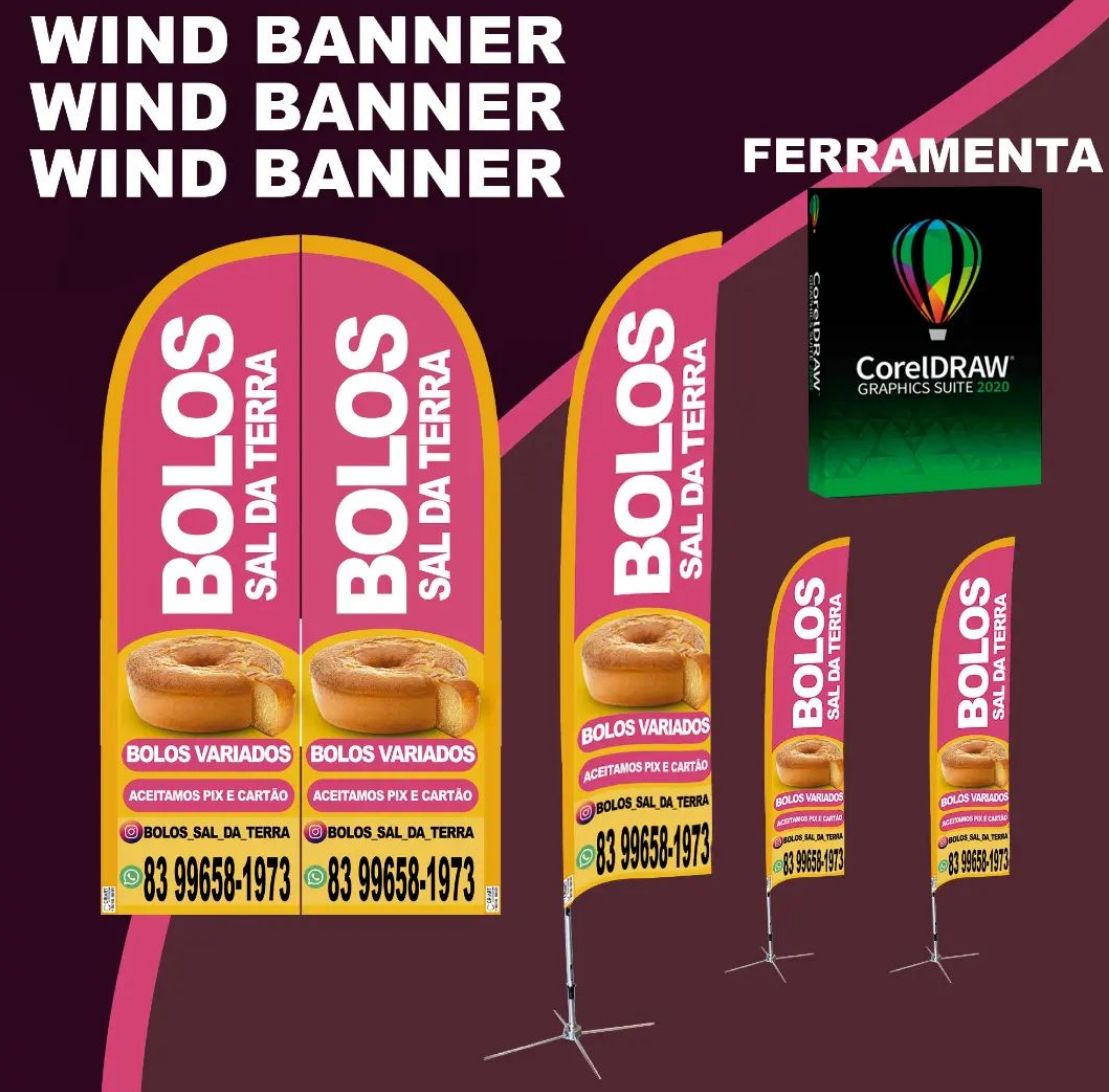 WIND BANNER
WIND BANNER
WIND BANNER
FERRAMENTA
CorelDRAW
CorelDRAW®
GRAPHICS SUITE 2020
BOLOS
SAL DA TERRA
BOLOS VARIADOS
ACEITAMOS PIX E CARTÃO
BOLOS_SAL_DA_TERRA
83 99658-1973
BOLOS
SAL DA TERRA
BOLOS VARIADOS
ACEITAMOS PIX E CARTÃO
BOLOS_SAL_DA_TERRA
83 99658-1973
BOLOS
SAL DA TERRA
BOLOS VARIADOS
ACEITAMOS PIX E CARTÃO
BOLOS_SAL_DA_TERRA
83 99658-1973
BOLOS
SAL DA TERRA
BOLOS VARIADOS
ACEITAMOS PIX E CARTÃO
BOLOS_SAL_DA_TERRA
83 99658-1973
BOLOS
SAL DA TERRA
BOLOS VARIADOS
ACEITAMOS PIX E CARTÃO
BOLOS_SAL_DA_TERRA
83 99658-1973